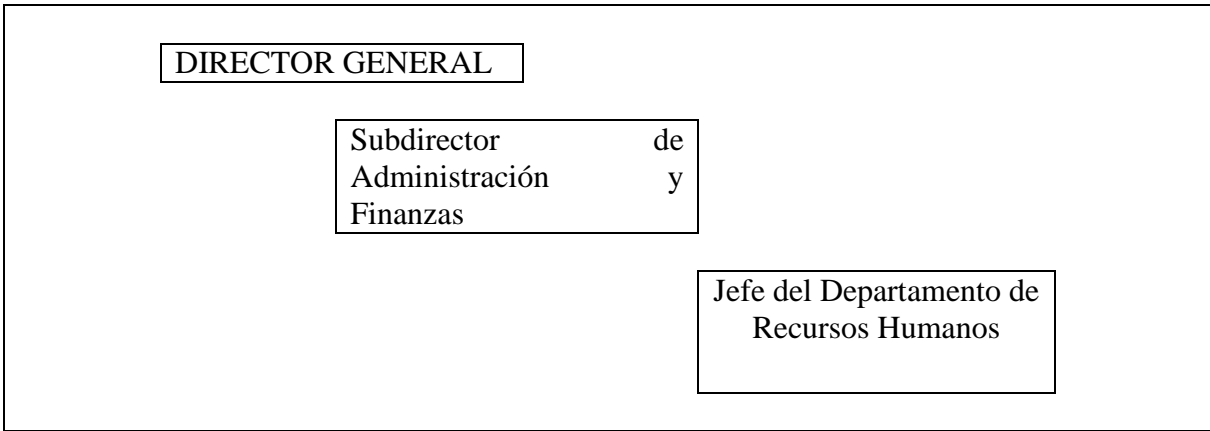 DIRECTOR GENERAL
Subdirector de
Administración y
Finanzas
Jefe del Departamento de
Recursos Humanos